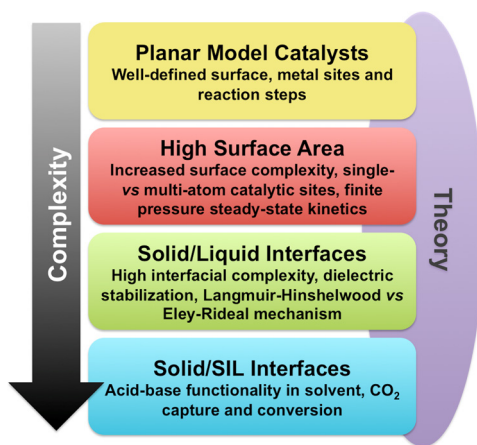 Planar Model Catalysts
Well-defined surface, metal sites and
reaction steps
High Surface Area
Increased surface complexity, single-
vs multi-atom catalytic sites, finite
pressure steady-state kinetics
Solid/Liquid Interfaces
High interfacial complexity, dielectric
stabilization, Langmuir-Hinshelwood vs
Eley-Rideal mechanism
Solid/SIL Interfaces
Acid-base functionality in solvent, CO₂
capture and conversion
Complexity
Theory